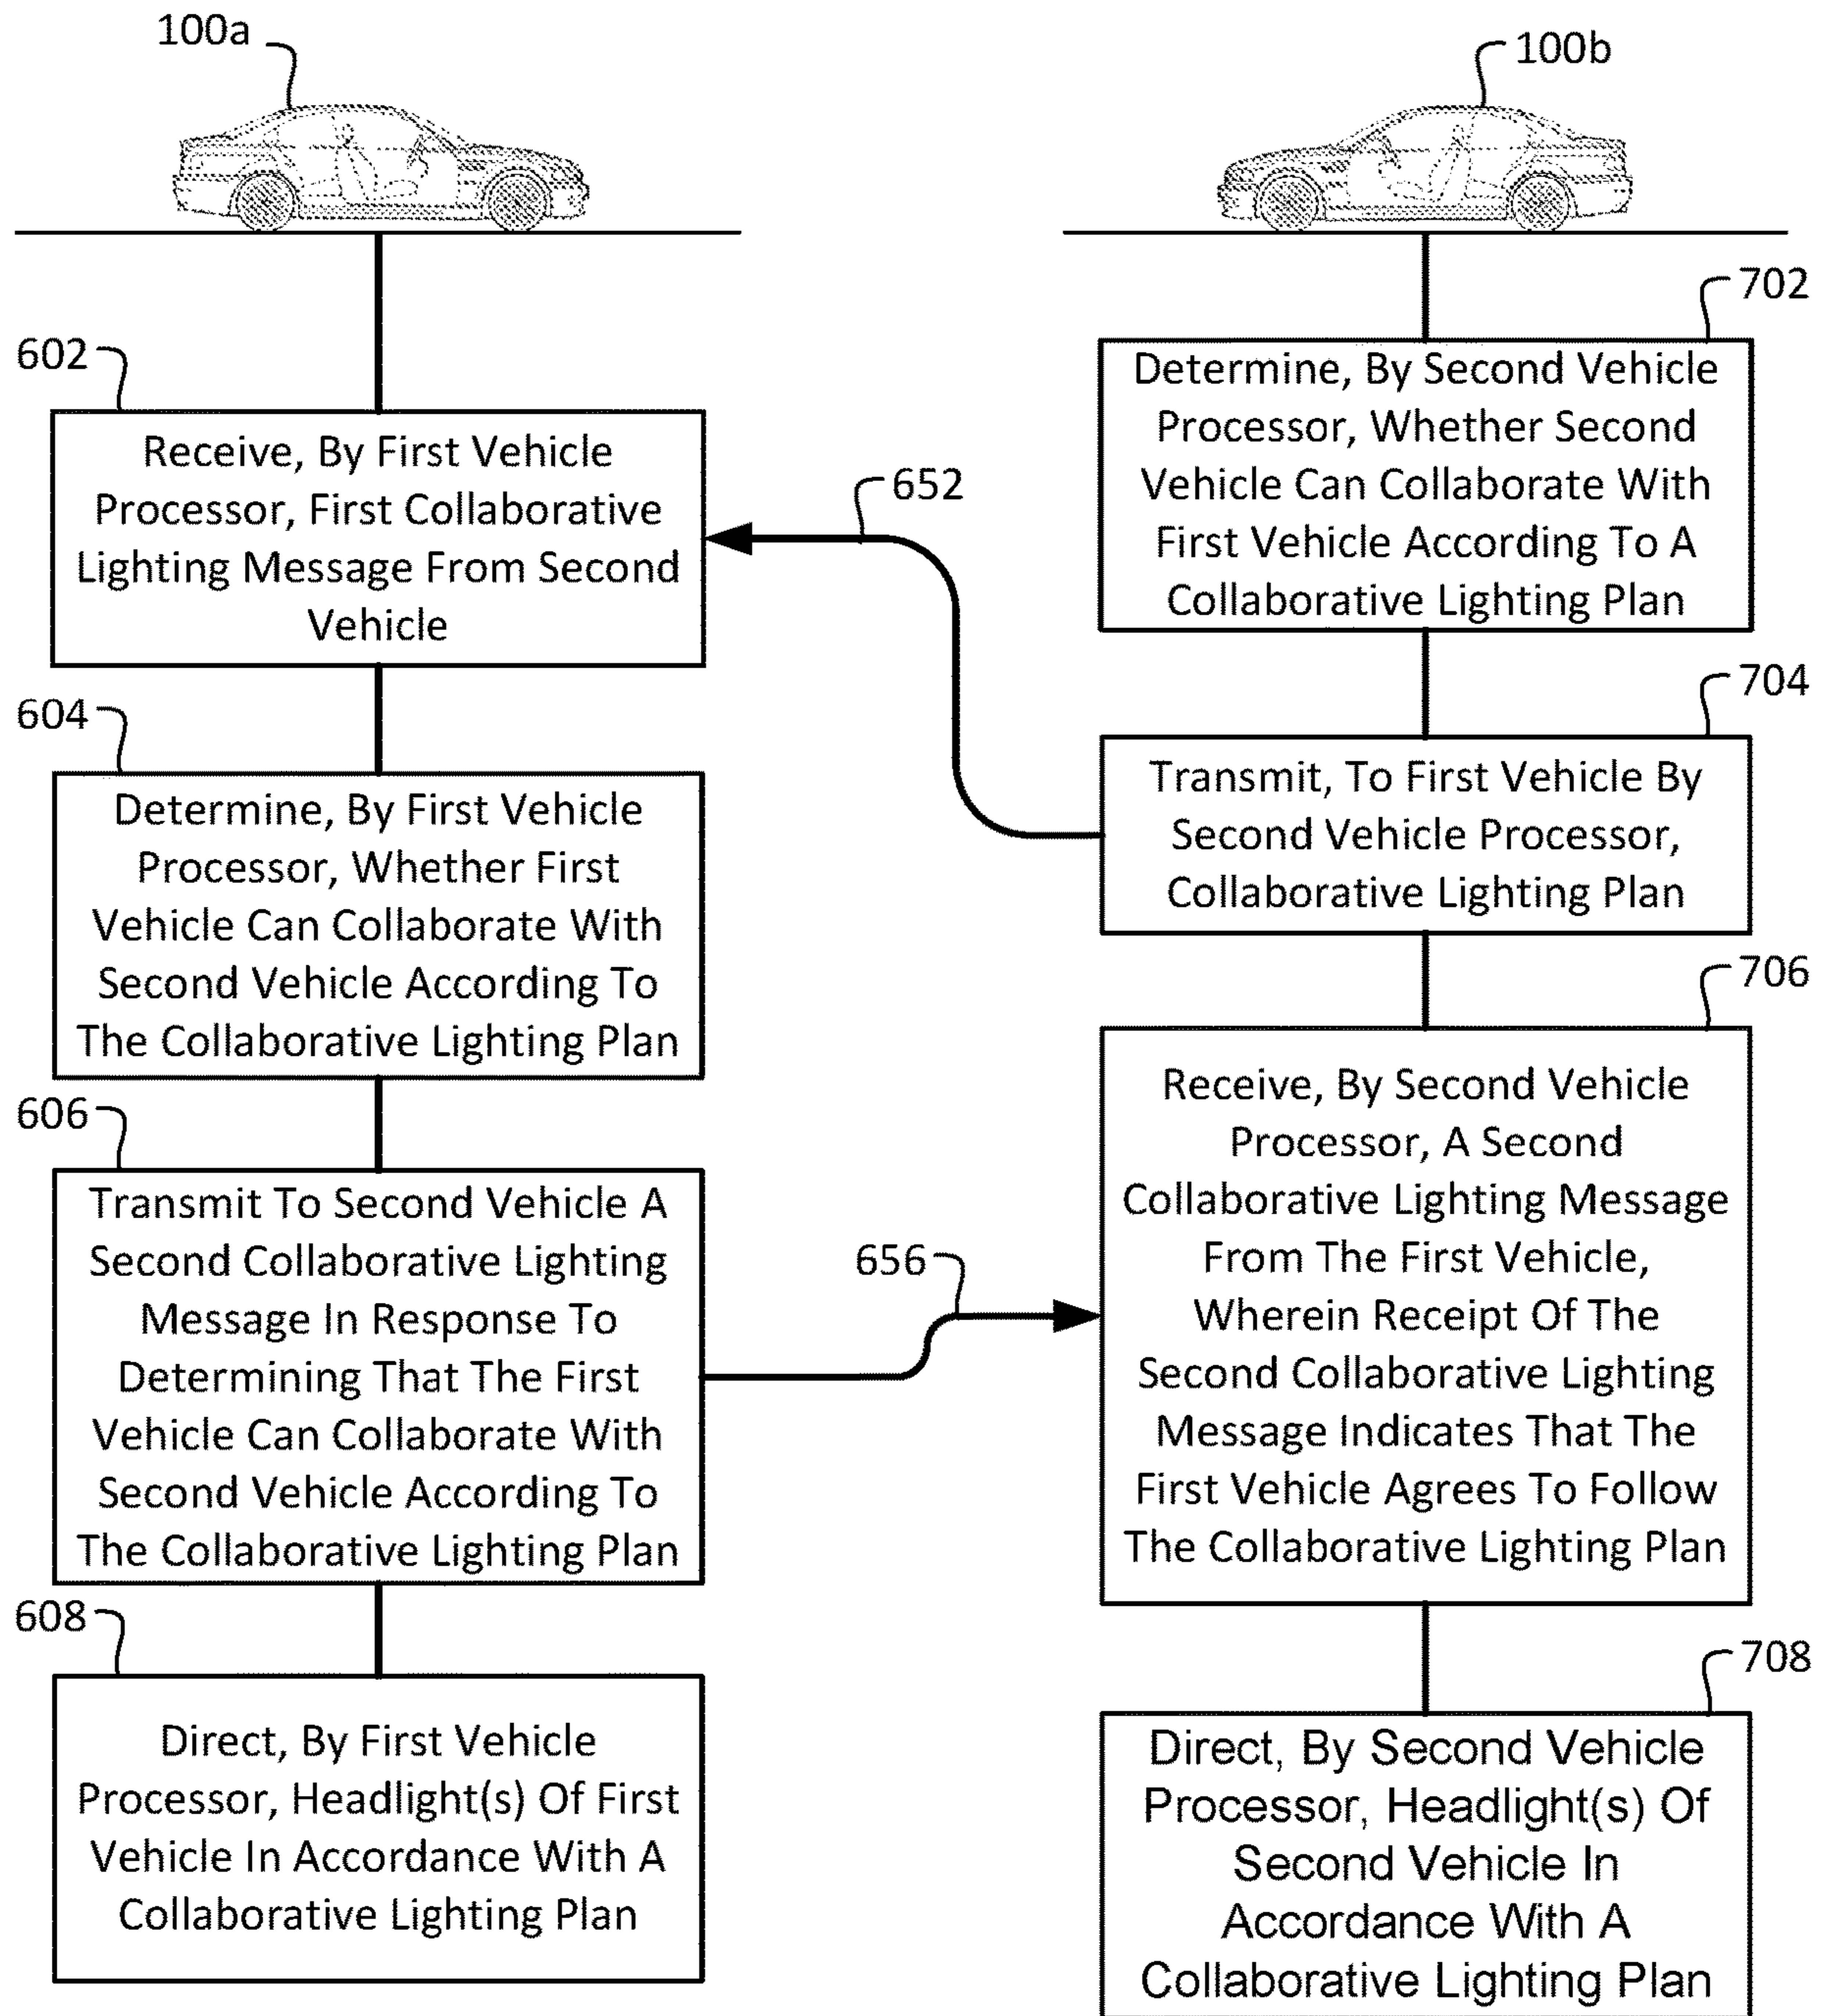 100a
100b
602
Receive, By First Vehicle
Processor, First Collaborative
Lighting Message From Second
Vehicle
604
Determine, By First Vehicle
Processor, Whether First
Vehicle Can Collaborate With
Second Vehicle According To
The Collaborative Lighting Plan
606
Transmit To Second Vehicle A
Second Collaborative Lighting
Message In Response To
Determining That The First
Vehicle Can Collaborate With
Second Vehicle According To
The Collaborative Lighting Plan
608
Direct, By First Vehicle
Processor, Headlight(s) Of First
Vehicle In Accordance With A
Collaborative Lighting Plan
652
656
702
Determine, By Second Vehicle
Processor, Whether Second
Vehicle Can Collaborate With
First Vehicle According To A
Collaborative Lighting Plan
704
Transmit, To First Vehicle By
Second Vehicle Processor,
Collaborative Lighting Plan
706
Receive, By Second Vehicle
Processor, A Second
Collaborative Lighting Message
From The First Vehicle,
Wherein Receipt Of The
Second Collaborative Lighting
Message Indicates That The
First Vehicle Agrees To Follow
The Collaborative Lighting Plan
708
Direct, By Second Vehicle
Processor, Headlight(s) Of
Second Vehicle In
Accordance With A
Collaborative Lighting Plan